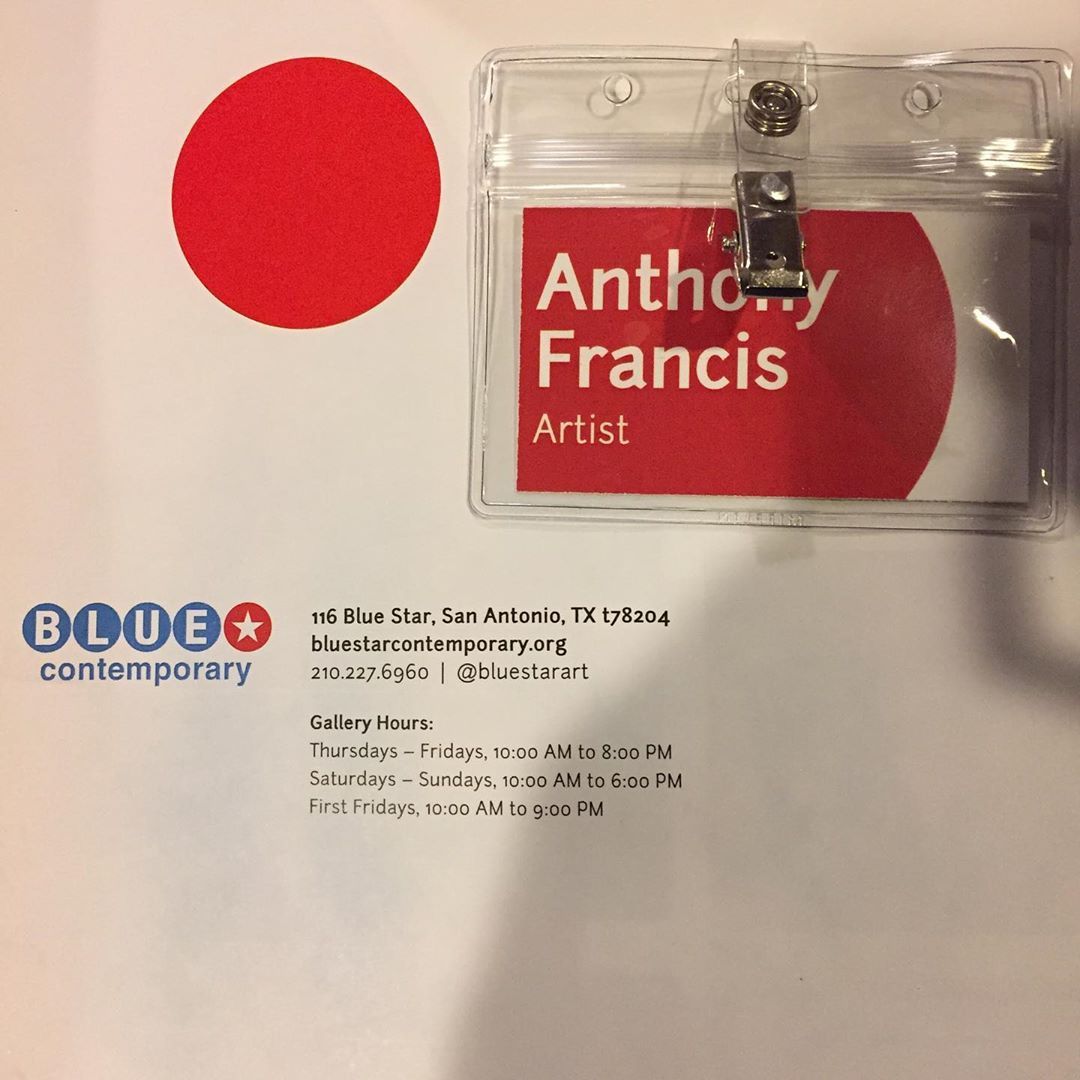 Anthony
Francis
Artist
BLUE
contemporary
116 Blue Star, San Antonio, TX t78204
bluestarcontemporary.org
210.227.6960 | @bluestarart
Gallery Hours:
Thursdays – Fridays, 10:00 AM to 8:00 PM
Saturdays – Sundays, 10:00 AM to 6:00 PM
First Fridays, 10:00 AM to 9:00 PM